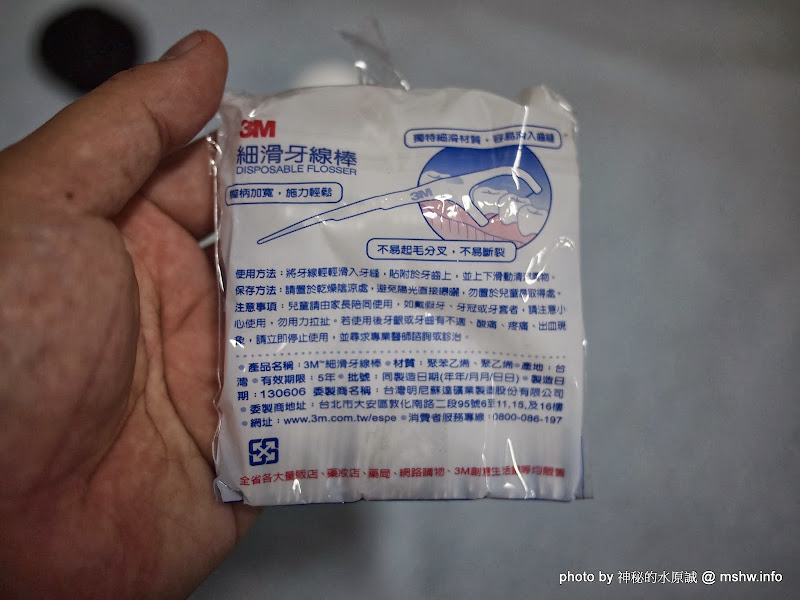 3M
細滑牙線棒
DISPOSABLE FLOSSER
獨特細滑材質，容易滑入齒縫
握柄加寬，施力輕鬆
3M
不易起毛分叉，不易斷裂
使用方法：將牙線輕輕滑入牙縫，貼附於牙齒上，並上下滑動清潔
保存方法：請置於乾燥陰涼處，避免陽光直接曝曬，勿置於兒童易取得處。
注意事項：兒童請由家長陪同使用，如戴假牙、牙冠或牙套者，請注意小
心使用，勿用力拉扯。若使用後牙齦或牙齒有不適、酸痛、疼痛、出血現
象，請立即停止使用，並尋求專業醫師諮詢或診治。
●產品名稱：3M™細滑牙線棒●材質：聚苯乙烯、聚乙烯●產地：台
灣●有效期限：5年●批號：同製造日期(年年/月月/日日)●製造日
期：130606 委製商名稱：台灣明尼蘇達礦業製造股份有限公司
●委製商地址：台北市大安區敦化南路二段95號6至11,15,及16樓
●網址：www.3m.com.tw/espe●消費者服務專線：0800-086-197
全省各大量販店、藥妝店、藥局、網路購物、3M創意生活館等均販售
photo by 神秘的水原誠 @ mshw.info